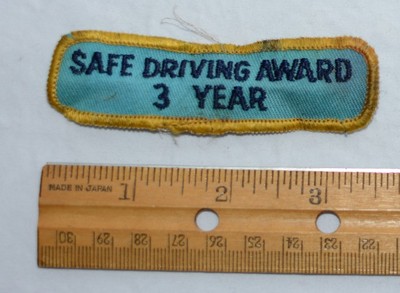 SAFE DRIVING AWARD
3 YEAR
MADE IN JAPAN 1 2 3
30 29 28 27 26 25 24 23 22